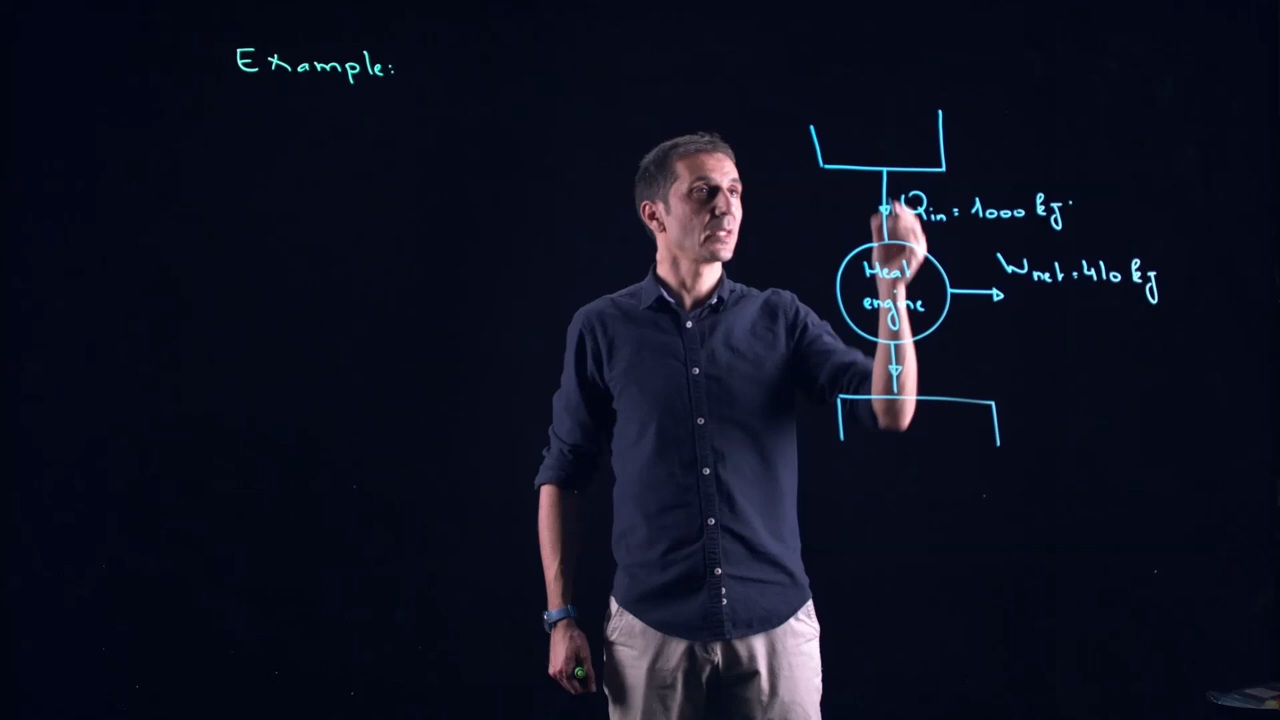 Example:
Qin = 1000 kJ
Heat
engine
Wnet = 410 kJ